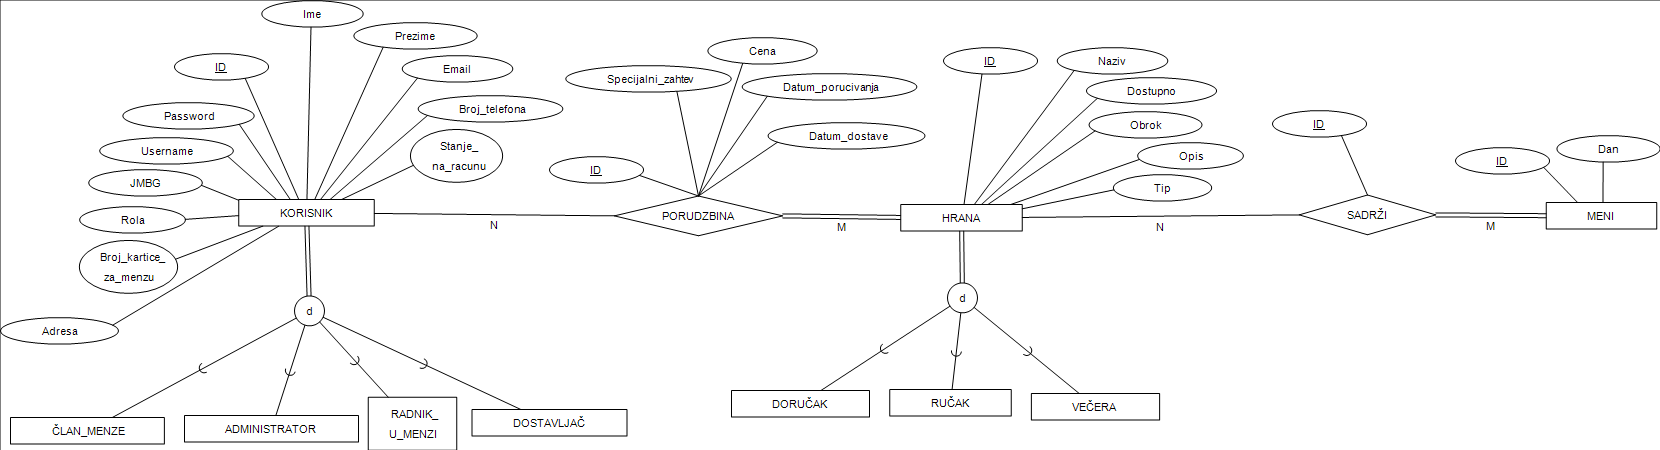 Ime
Prezime
ID
Email
Password
Broj_telefona
Username
Stanje_
na_racunu
JMBG
Rola
KORISNIK
Broj_kartice_
za_menzu
Adresa
N
d
ČLAN_MENZE
ADMINISTRATOR
RADNIK_
U_MENZI
DOSTAVLJAČ
Cena
Specijalni_zahtev
Datum_porucivanja
Datum_dostave
ID
PORUDZBINA
M
ID
Naziv
Dostupno
Obrok
Opis
Tip
HRANA
N
d
DORUČAK
RUČAK
VEČERA
ID
SADRŽI
M
ID
Dan
MENI